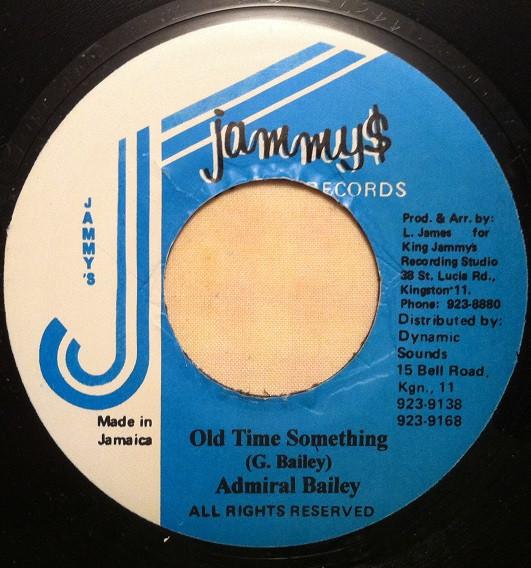 jammy$
RECORDS
JAMMY'S
Prod. & Arr. by:
L. James for
King Jammy's
Recording Studio
38 St. Lucia Rd.,
Kingston 11.
Phone: 923-8880
Distributed by:
Dynamic
Sounds
15 Bell Road,
Kgn., 11
923-9138
923-9168
Made in
Jamaica
Old Time Something
(G. Bailey)
Admiral Bailey
ALL RIGHTS RESERVED